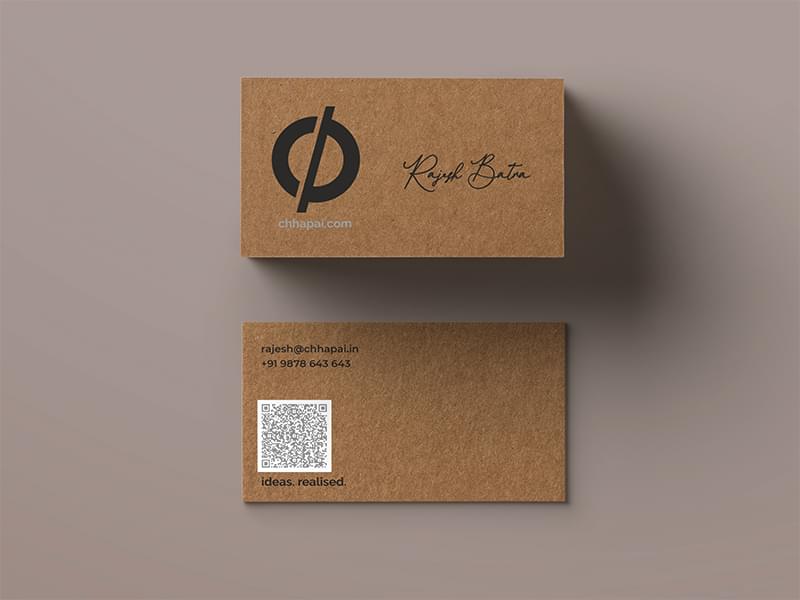 chhapai.com
Rajesh Batra
rajesh@chhapai.in
+91 9878 643 643
ideas. realised.